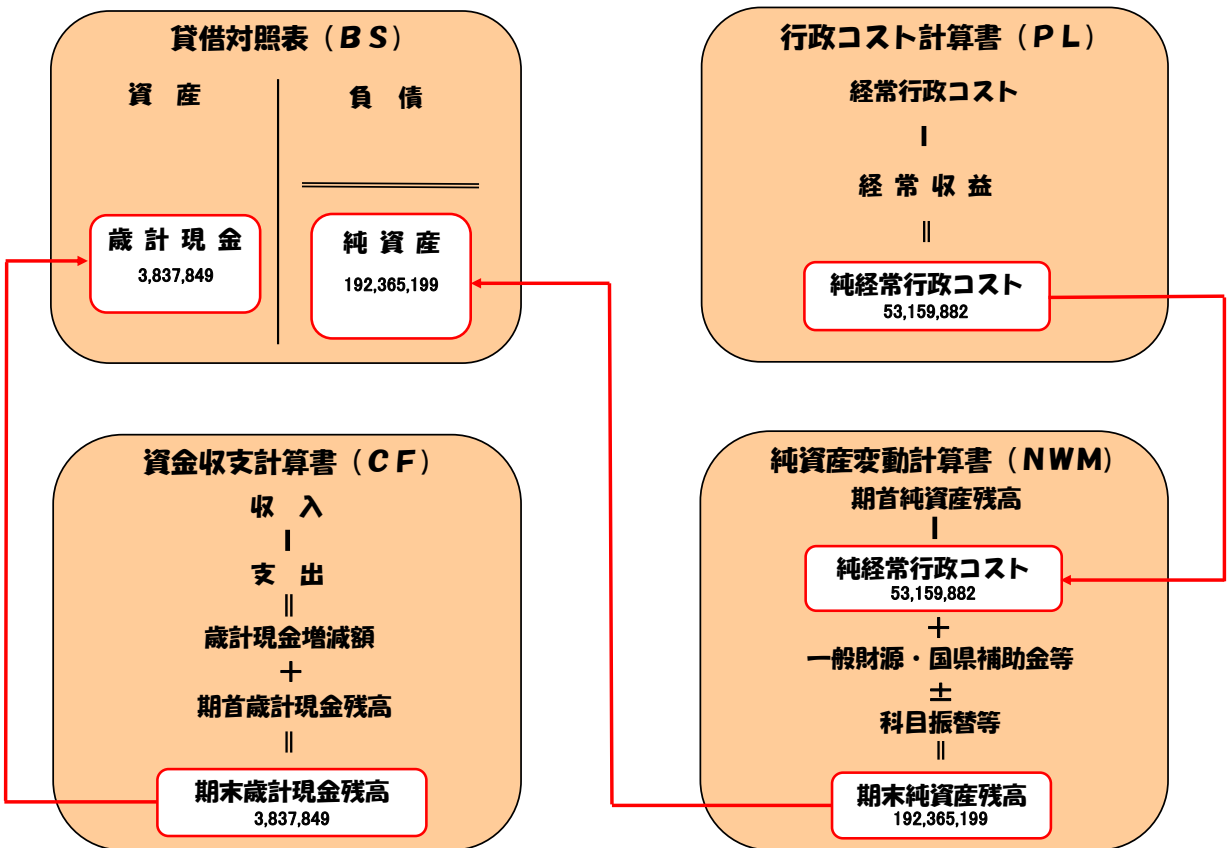 貸借対照表（ＢＳ）
資 産
負 債
歳 計 現 金
3,837,849
純 資 産
192,365,199
行政コスト計算書（ＰＬ）
経常行政コスト
－
経 常 収 益
＝
純経常行政コスト
53,159,882
資金収支計算書（ＣＦ）
収 入
－
支 出
＝
歳計現金増減額
＋
期首歳計現金残高
＝
期末歳計現金残高
3,837,849
純資産変動計算書（ＮＷＭ）
期首純資産残高
－
純経常行政コスト
53,159,882
＋
一般財源・国県補助金等
±
科目振替等
＝
期末純資産残高
192,365,199